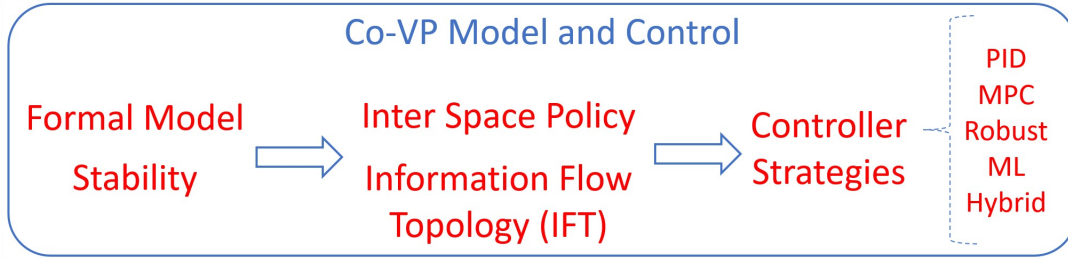 Co-VP Model and Control
Formal Model
Stability
Inter Space Policy
Information Flow
Topology (IFT)
Controller
Strategies
PID
MPC
Robust
ML
Hybrid